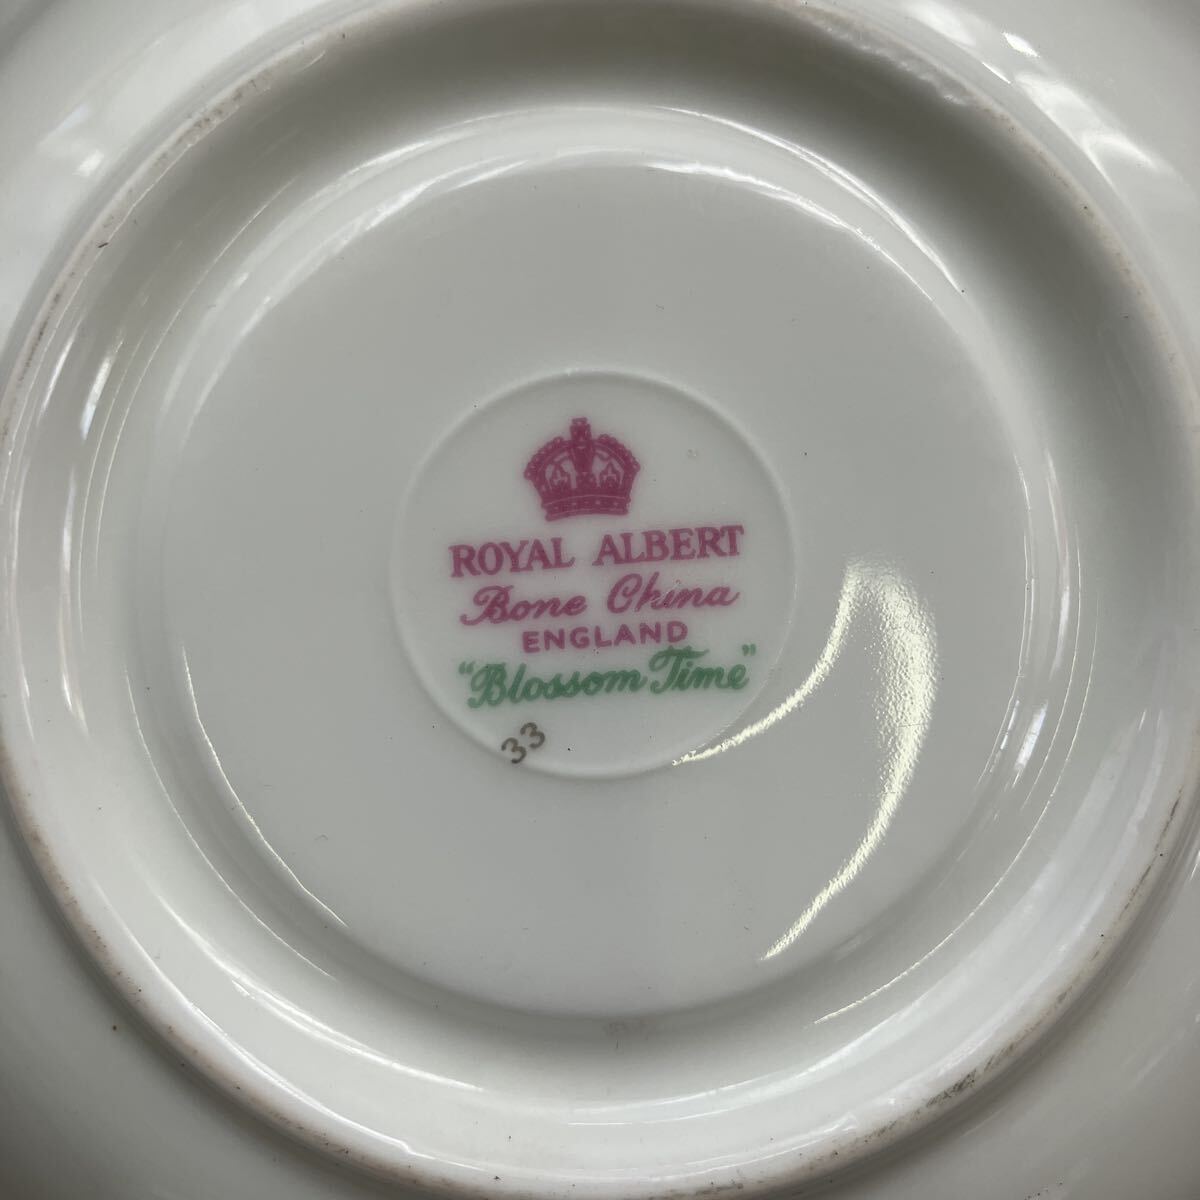 ROYAL ALBERT
Bone China
ENGLAND
"Blossom Time"
33